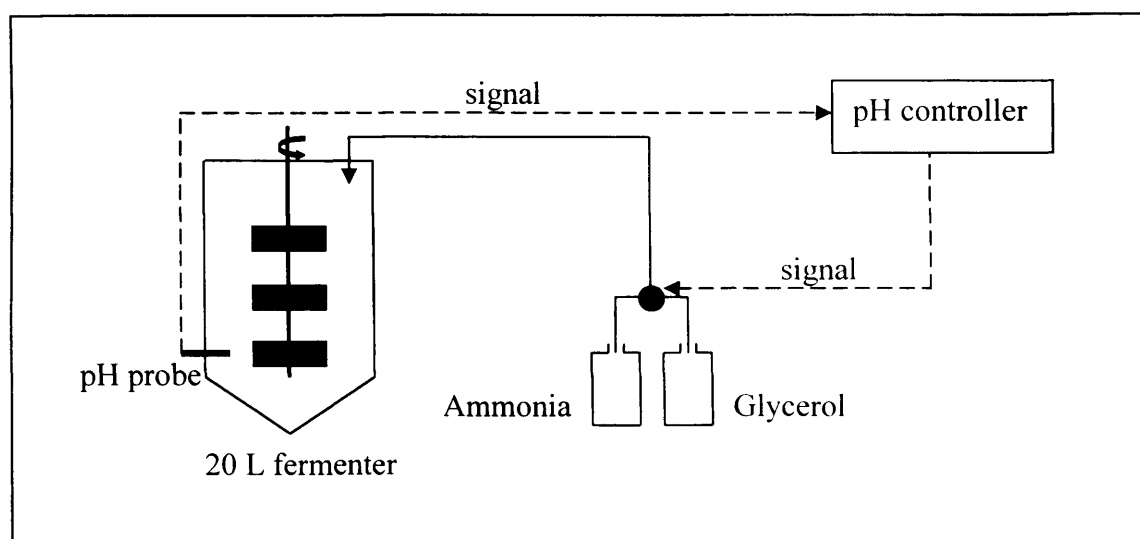 signal
pH controller
signal
pH probe
Ammonia
Glycerol
20 L fermenter